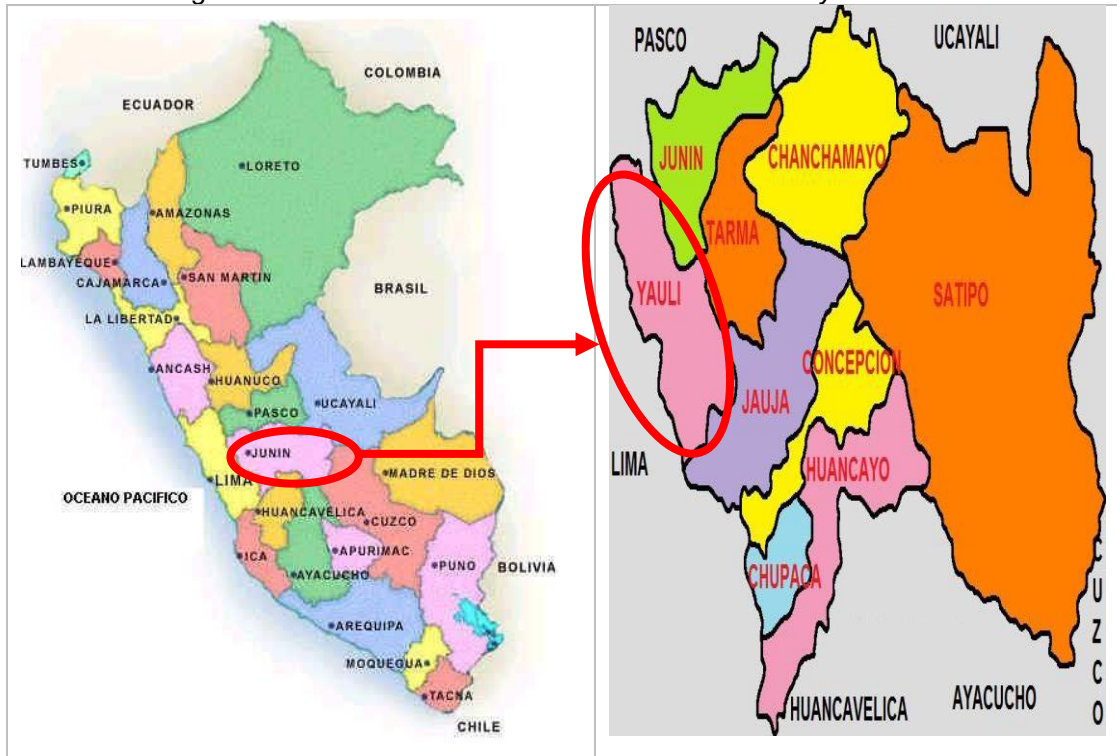 COLOMBIA
ECUADOR
TUMBES
LORETO
PIURA
AMAZONAS
LAMBAYEQUE
CAJAMARCA
SAN MARTIN
BRASIL
LA LIBERTAD
ANCASH
HUANUCO
UCAYALI
PASCO
JUNIN
MADRE DE DIOS
LIMA
OCEANO PACIFICO
HUANCAVELICA
CUZCO
ICA
APURIMAC
PUNO
BOLIVIA
AYACUCHO
AREQUIPA
MOQUEGUA
TACNA
CHILE
PASCO
UCAYALI
JUNIN
CHANCHAMAYO
TARMA
YAULI
SATIPO
CONCEPCION
JAUJA
LIMA
HUANCAYO
CHUPACA
CUZCO
AYACUCHO
HUANCAVELICA